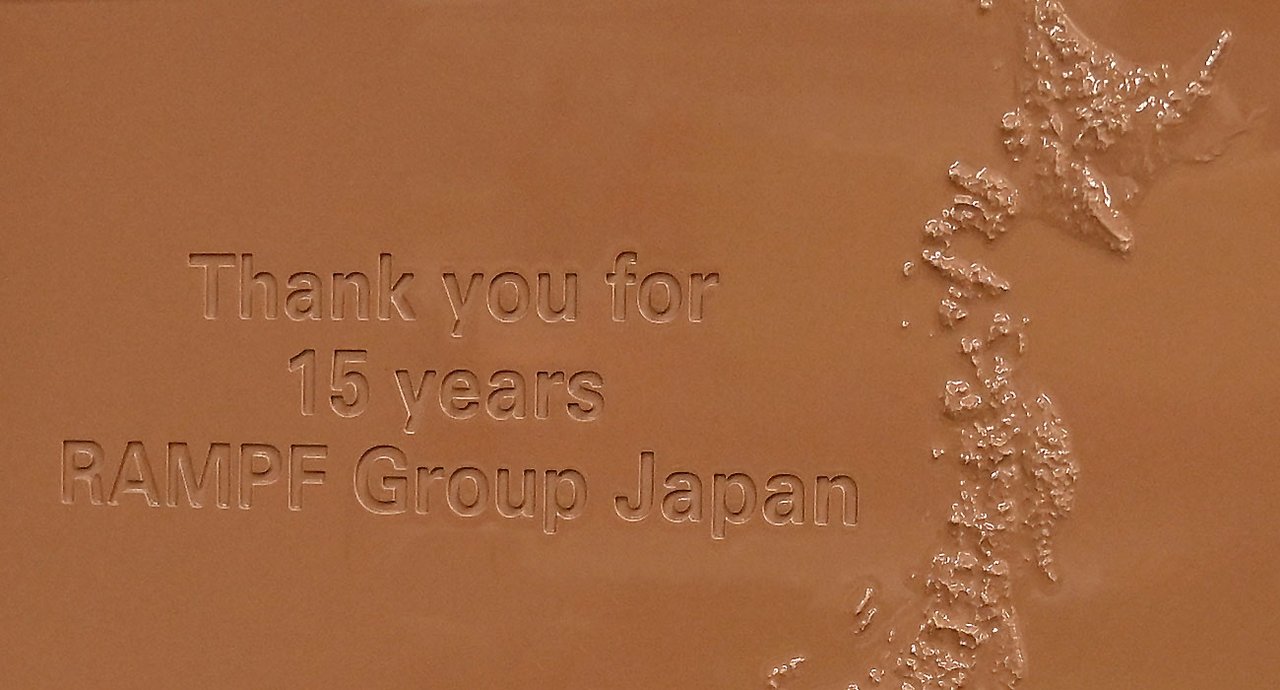 Thank you for
15 years
RAMPF Group Japan